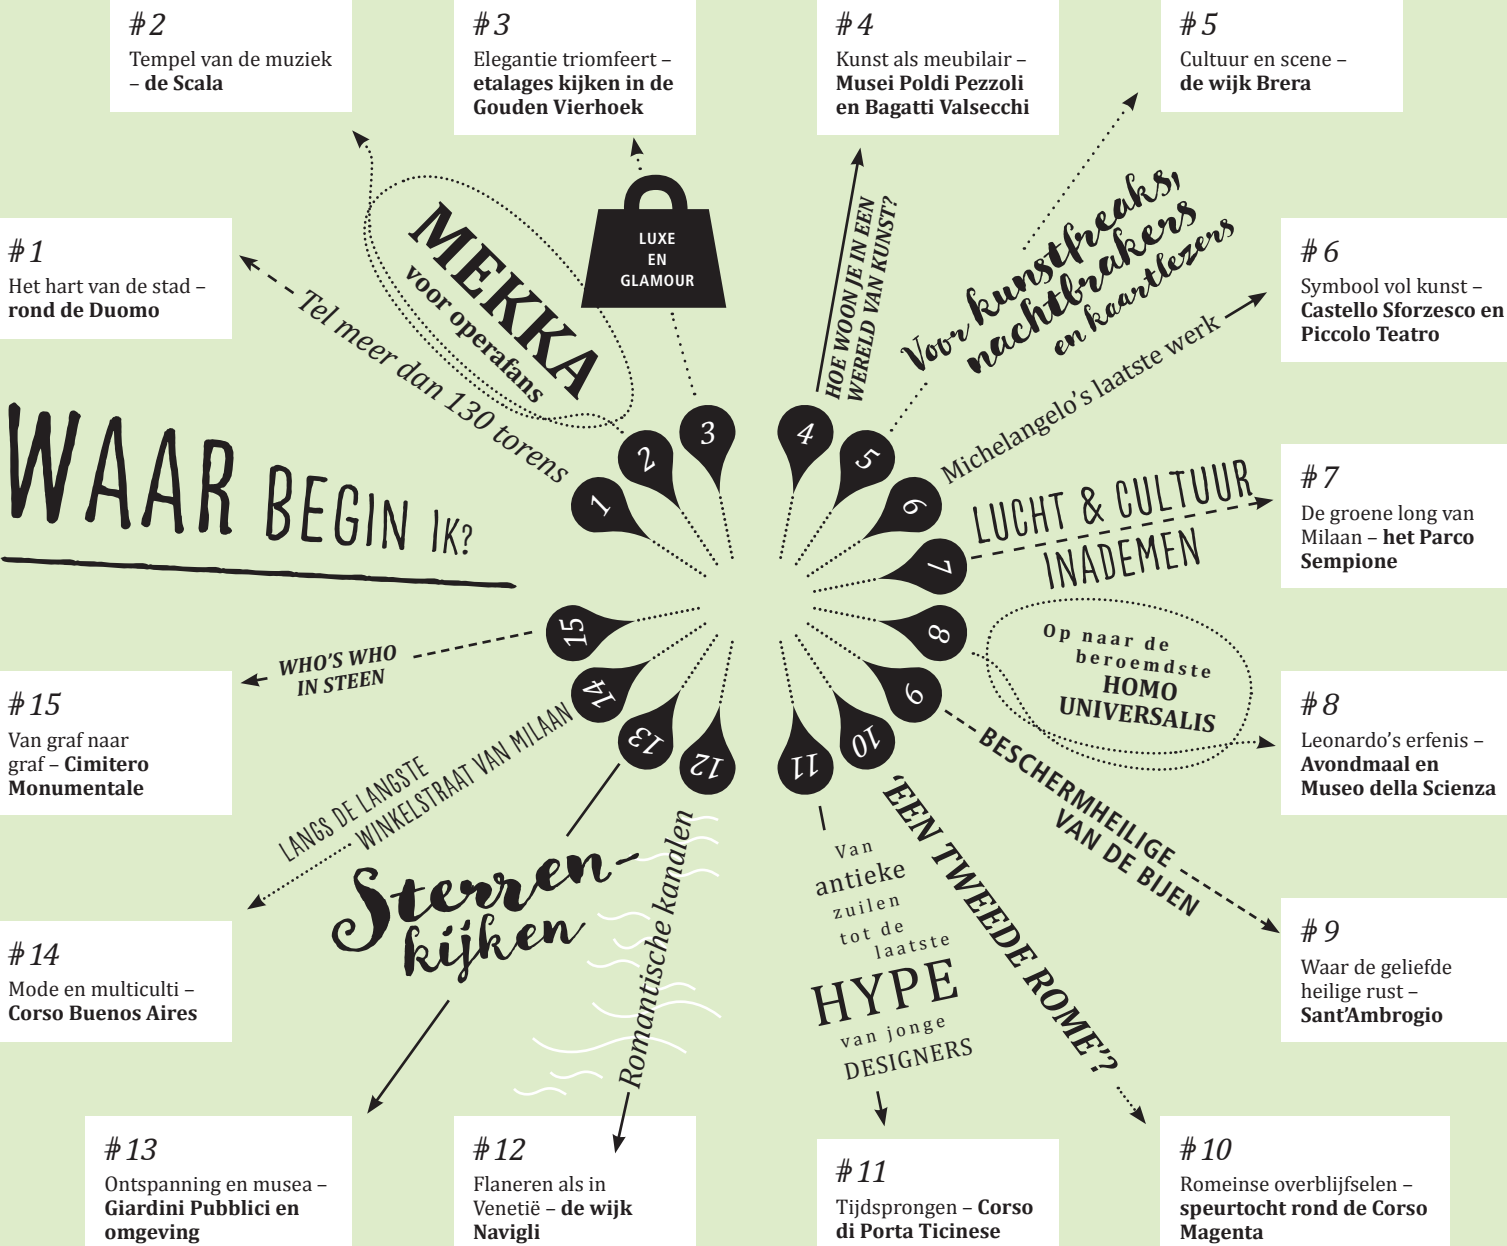 #2
Tempel van de muziek
– de Scala
#3
Elegantie triomfeert –
etalages kijken in de
Gouden Vierhoek
#4
Kunst als meubilair –
Musei Poldi Pezzoli
en Bagatti Valsecchi
#5
Cultuur en scene –
de wijk Brera
#1
Het hart van de stad –
rond de Duomo
Tel meer dan 130 torens
MEKKA
voor operafans
LUXE
EN
GLAMOUR
HOE WOON JE IN EEN
WERELD VAN KUNST?
Voor kunstfreaks,
nachtbrakers
en kaartlezers
#6
Symbool vol kunst –
Castello Sforzesco en
Piccolo Teatro
Michelangelo's laatste werk
WAAR BEGIN IK?
1
2
3
4
5
6
7
8
9
10
11
12
13
14
15
LUCHT & CULTUUR
INADEMEN
#7
De groene long van
Milaan – het Parco
Sempione
Op naar de
beroemdste
HOMO
UNIVERSALIS
#8
Leonardo's erfenis –
Avondmaal en
Museo della Scienza
WHO'S WHO
IN STEEN
#15
Van graf naar
graf – Cimitero
Monumentale
LANGS DE LANGSTE
WINKELSTRAAT VAN MILAAN
#14
Mode en multiculti –
Corso Buenos Aires
Sterren-
kijken
Romantische kanalen
Van
antieke
zuilen
tot de
laatste
HYPE
van jonge
DESIGNERS
'EEN TWEEDE ROME'?
BESCHERMHEILIGE
VAN DE BIJEN
#9
Waar de geliefde
heilige rust –
Sant'Ambrogio
#13
Ontspanning en musea –
Giardini Pubblici en
omgeving
#12
Flaneren als in
Venetië – de wijk
Navigli
#11
Tijdsprongen – Corso
di Porta Ticinese
#10
Romeinse overblijfselen –
speurtocht rond de Corso
Magenta